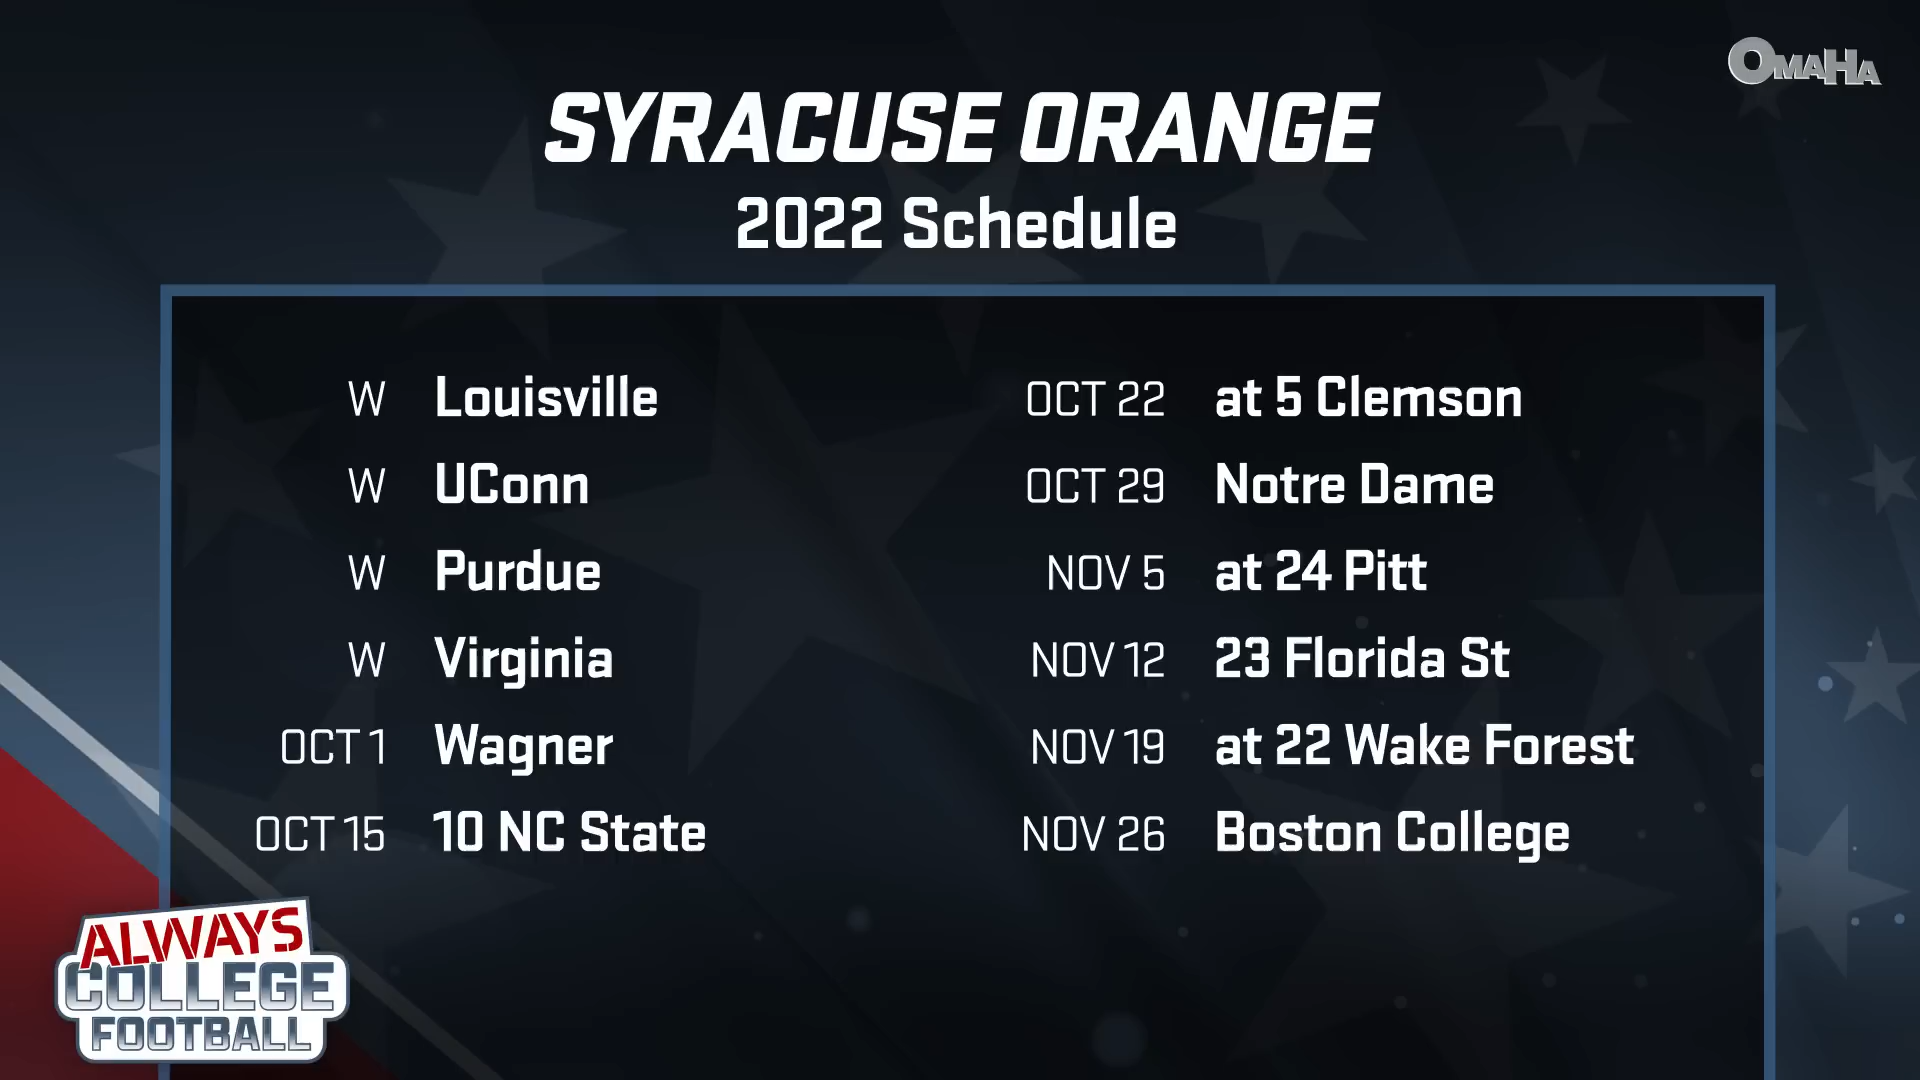 OMAHA
SYRACUSE ORANGE
2022 Schedule
W Louisville
W UConn
W Purdue
W Virginia
OCT 1 Wagner
OCT 15 10 NC State
OCT 22 at 5 Clemson
OCT 29 Notre Dame
NOV 5 at 24 Pitt
NOV 12 23 Florida St
NOV 19 at 22 Wake Forest
NOV 26 Boston College
ALWAYS
COLLEGE
FOOTBALL